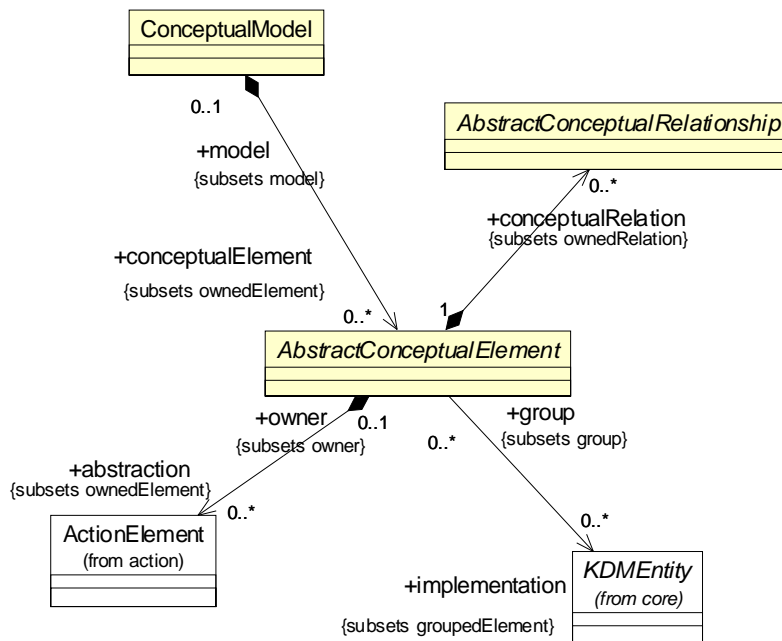 ConceptualModel
0..1
+model
{subsets model}
AbstractConceptualRelationship
0..*
+conceptualRelation
{subsets ownedRelation}
+conceptualElement
{subsets ownedElement}
0..*
1
AbstractConceptualElement
+owner
0..1
{subsets owner}
+group
0..*
{subsets group}
+abstraction
{subsets ownedElement}
0..*
0..*
ActionElement
(from action)
+implementation
{subsets groupedElement}
KDMEntity
(from core)